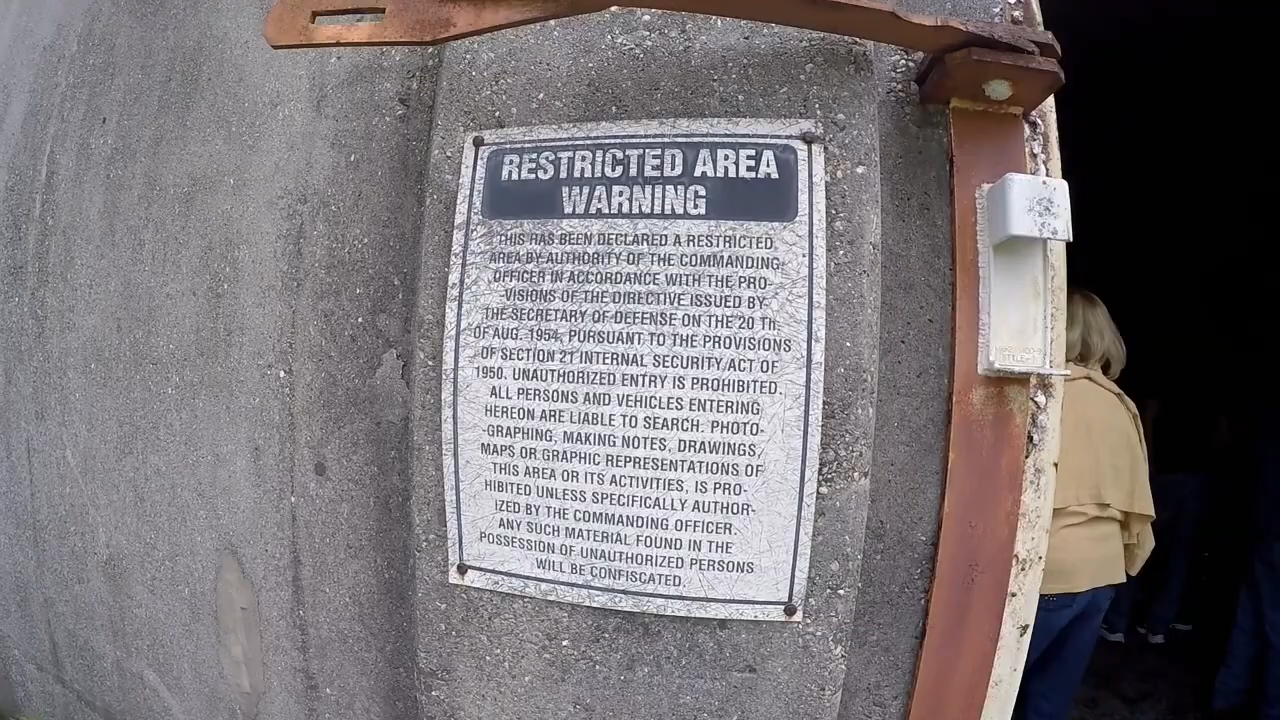 RESTRICTED AREA
WARNING
THIS HAS BEEN DECLARED A RESTRICTED
AREA BY AUTHORITY OF THE COMMANDING
OFFICER IN ACCORDANCE WITH THE PRO-
-VISIONS OF THE DIRECTIVE ISSUED BY
THE SECRETARY OF DEFENSE ON THE 20 TH.
OF AUG. 1954, PURSUANT TO THE PROVISIONS
OF SECTION 21 INTERNAL SECURITY ACT OF
1950. UNAUTHORIZED ENTRY IS PROHIBITED.
ALL PERSONS AND VEHICLES ENTERING
HEREON ARE LIABLE TO SEARCH. PHOTO-
-GRAPHING, MAKING NOTES, DRAWINGS,
MAPS OR GRAPHIC REPRESENTATIONS OF
THIS AREA OR ITS ACTIVITIES, IS PRO-
HIBITED UNLESS SPECIFICALLY AUTHOR-
IZED BY THE COMMANDING OFFICER.
ANY SUCH MATERIAL FOUND IN THE
POSSESSION OF UNAUTHORIZED PERSONS
WILL BE CONFISCATED.